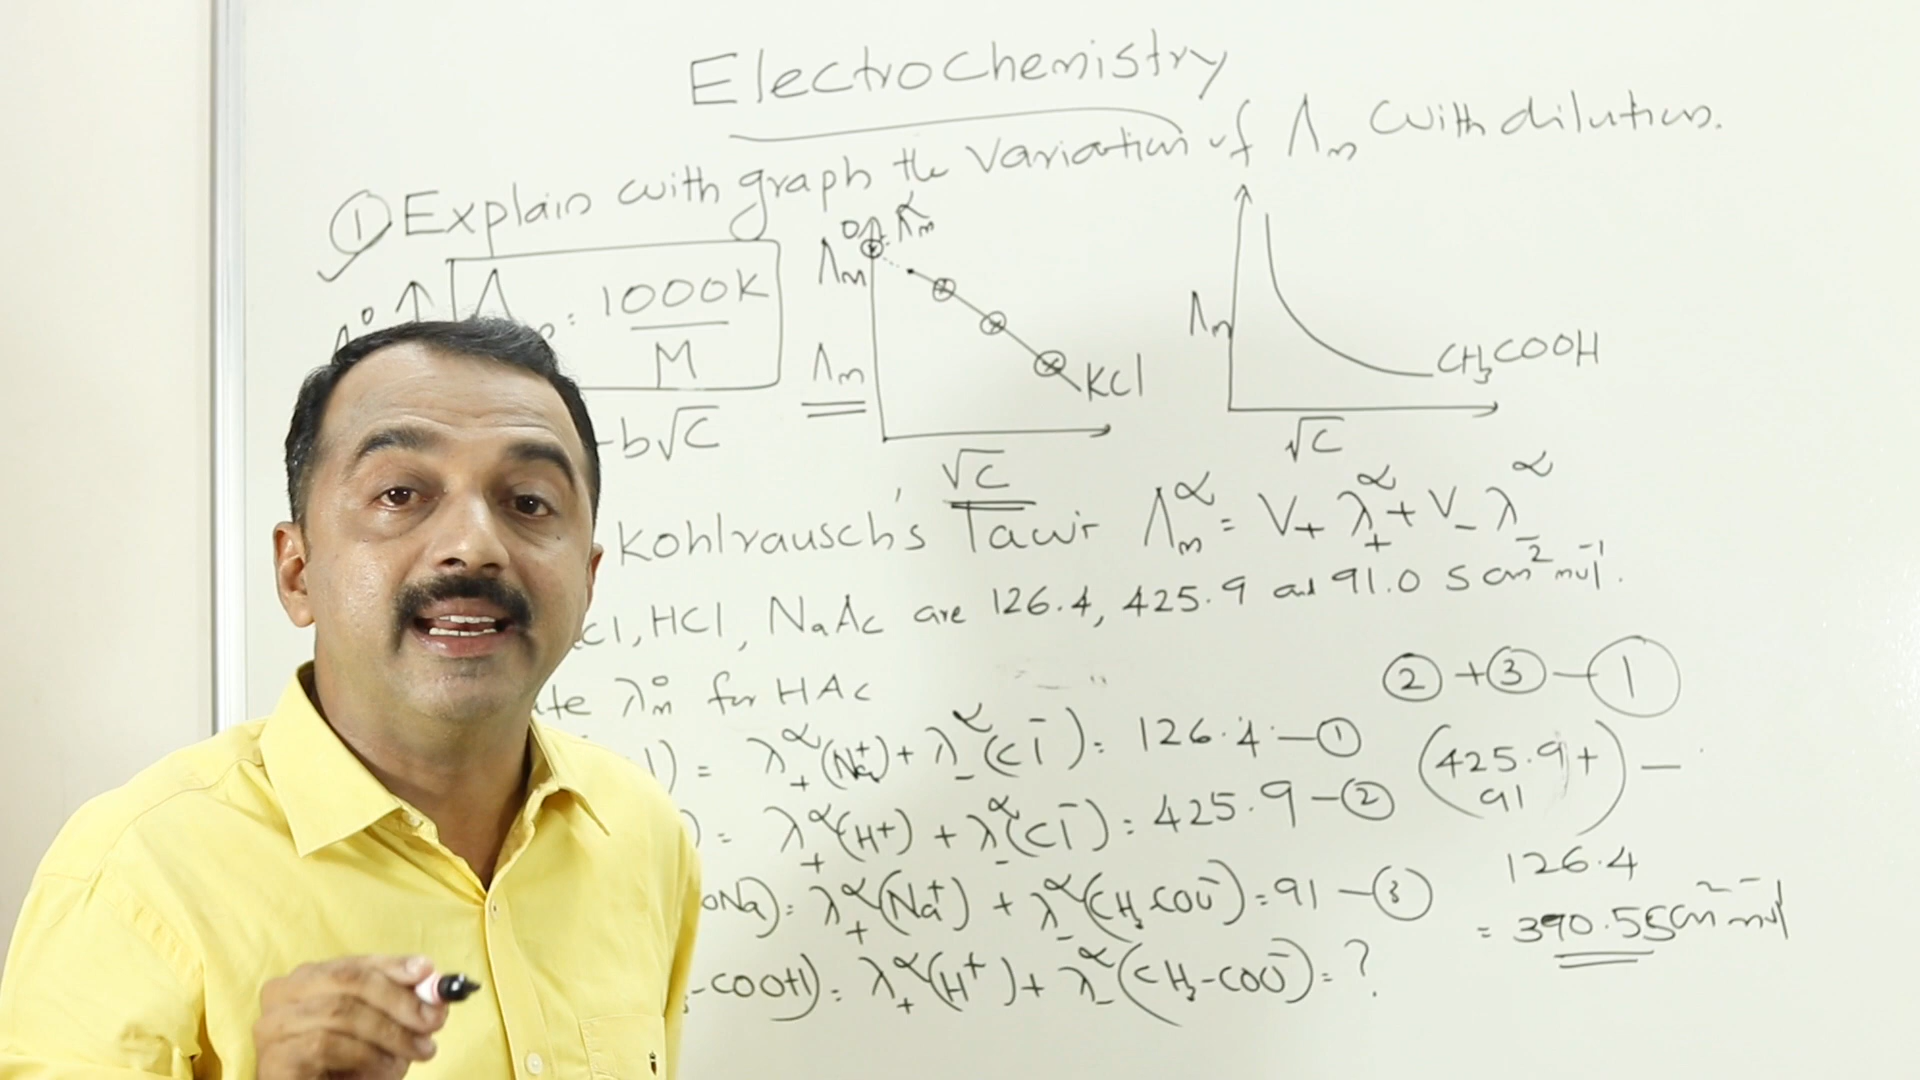 Electrochemistry
① Explain with graph the variation of Λm with dilution.
Λ°
Λm = 1000K / M
-b√C
Λ°m Λ∝m
Λm
KCl
√C
Λm
CH3COOH
√C
Kohlrausch's law Λ∝m = V+ λ∝+ + V- λ∝-
Cl, HCl, NaAc are 126.4, 425.9 and 91.0 S cm² mol⁻¹.
ate λ°m for HAc
l) = λ∝+(Na+) + λ∝-(Cl-) = 126.4 - ①
) = λ∝+(H+) + λ∝-(Cl-) = 425.9 - ②
ONa) = λ∝+(Na+) + λ∝-(CH3COO-) = 91 - ③
3-COOH) = λ∝+(H+) + λ∝-(CH3-COO-) = ?
② + ③ - ①
(425.9 + 91) -
126.4
= 390.5 S cm² mol⁻